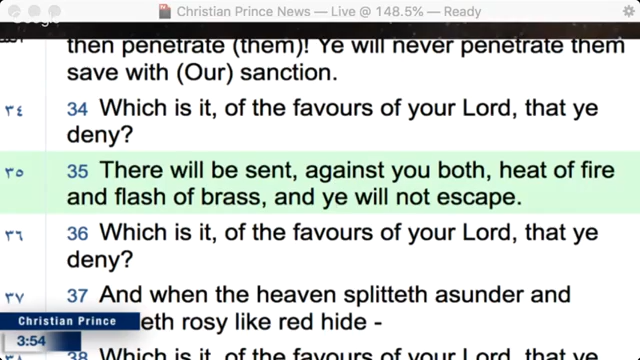 Christian Prince News — Live @ 148.5% — Ready
then penetrate (them)! Ye will never penetrate them
save with (Our) sanction.
٣٤ 34 Which is it, of the favours of your Lord, that ye
deny?
٣٥ 35 There will be sent, against you both, heat of fire
and flash of brass, and ye will not escape.
٣٦ 36 Which is it, of the favours of your Lord, that ye
deny?
٣٧ 37 And when the heaven splitteth asunder and
eth rosy like red hide -
Christian Prince
3:54
38 Which is it, of the favours of your Lord, that ye